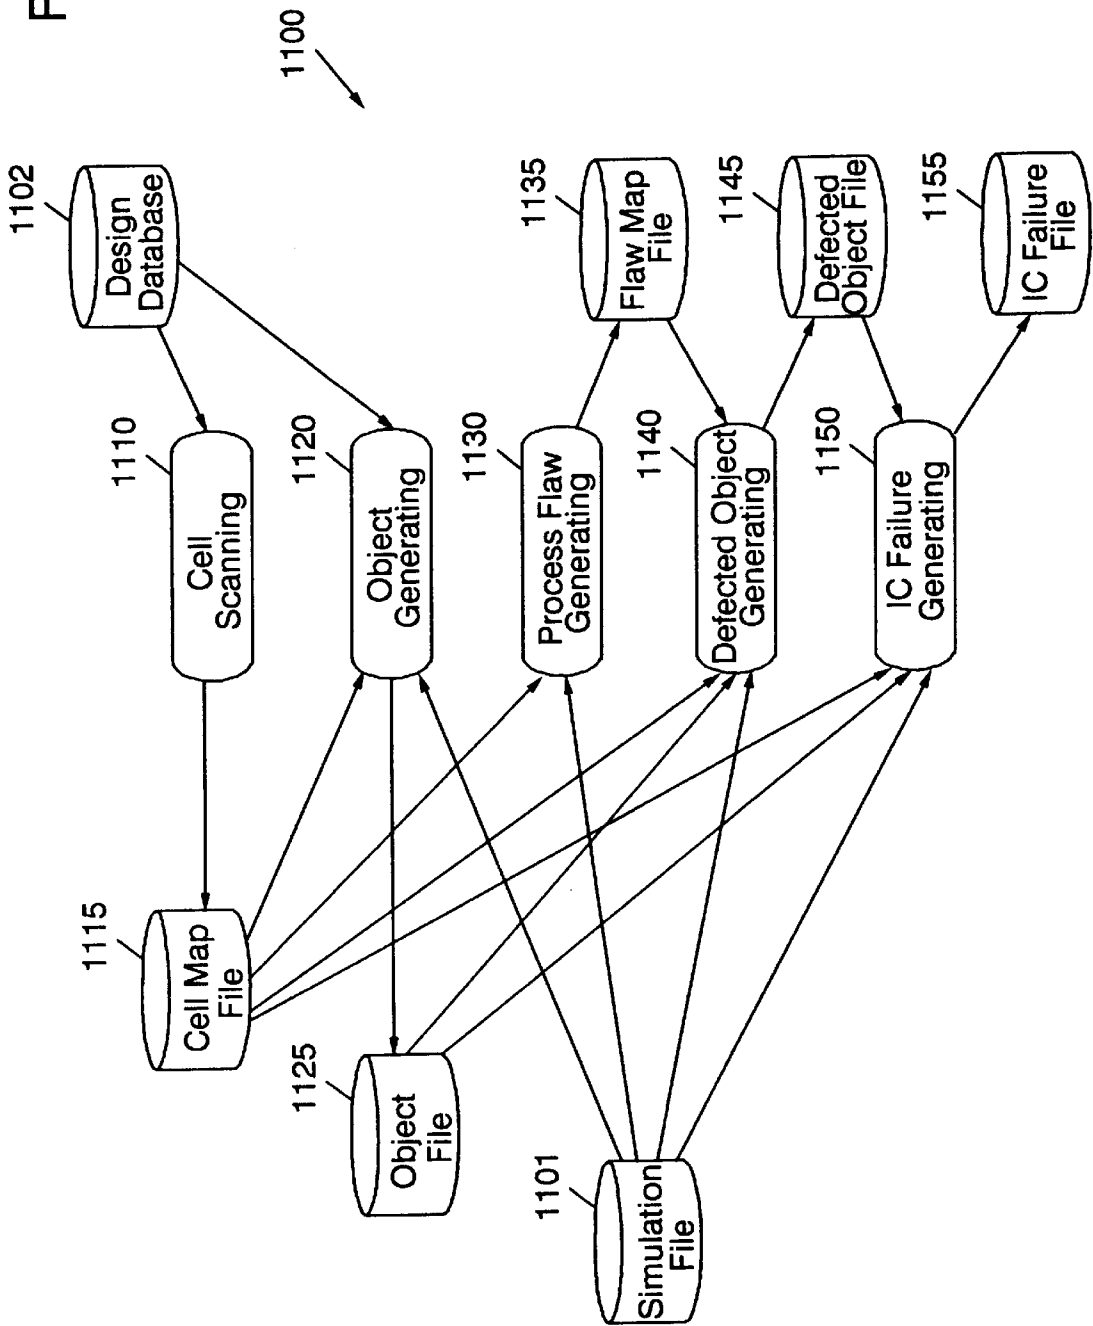 F
1100
1102
Design
Database
1115
Cell Map
File
1110
Cell
Scanning
1125
Object
File
1120
Object
Generating
1101
Simulation
File
1130
Process Flaw
Generating
1135
Flaw Map
File
1140
Defected Object
Generating
1145
Defected
Object File
1150
IC Failure
Generating
1155
IC Failure
File